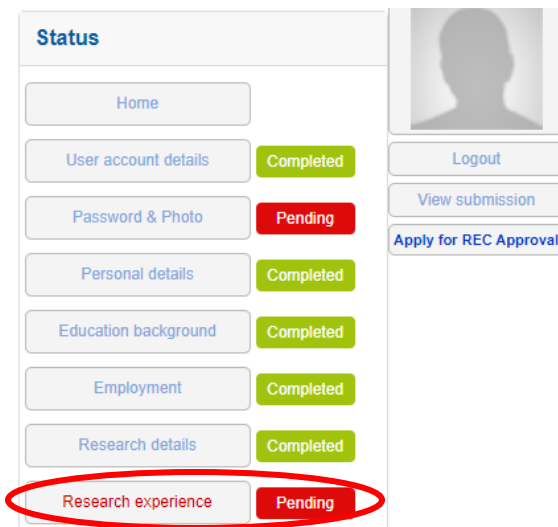 Status
Home
User account details Completed
Password & Photo Pending
Personal details Completed
Education background Completed
Employment Completed
Research details Completed
Research experience Pending
Logout
View submission
Apply for REC Approval